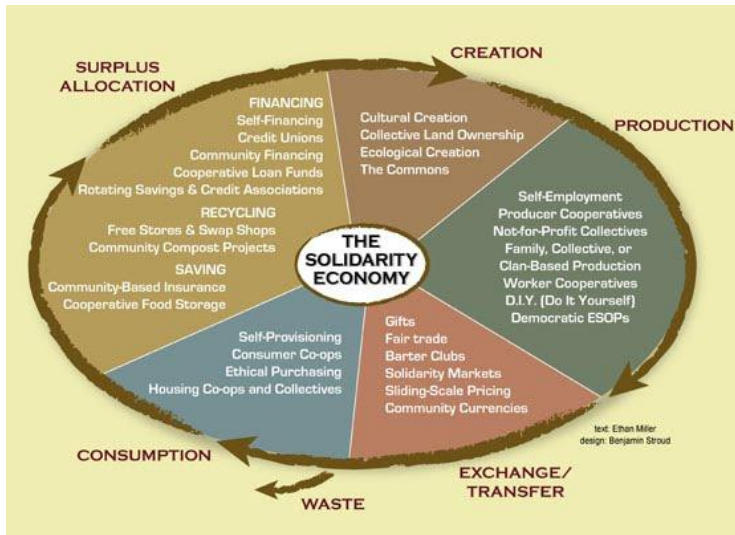 SURPLUS
ALLOCATION
CREATION
PRODUCTION
FINANCING
Self-Financing
Credit Unions
Community Financing
Cooperative Loan Funds
Rotating Savings & Credit Associations
RECYCLING
Free Stores & Swap Shops
Community Compost Projects
SAVING
Community-Based Insurance
Cooperative Food Storage
Cultural Creation
Collective Land Ownership
Ecological Creation
The Commons
Self-Employment
Producer Cooperatives
Not-for-Profit Collectives
Family, Collective, or
Clan-Based Production
Worker Cooperatives
D.I.Y. (Do It Yourself)
Democratic ESOPs
THE
SOLIDARITY
ECONOMY
Self-Provisioning
Consumer Co-ops
Ethical Purchasing
Housing Co-ops and Collectives
Gifts
Fair trade
Barter Clubs
Solidarity Markets
Sliding-Scale Pricing
Community Currencies
text: Ethan Miller
design: Benjamin Stroud
CONSUMPTION
WASTE
EXCHANGE/
TRANSFER